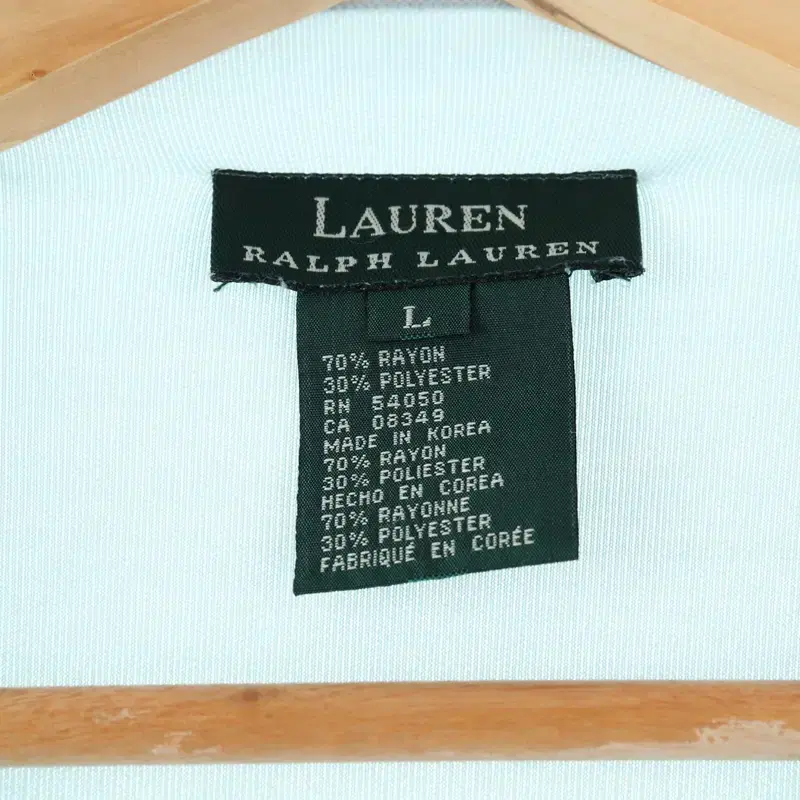 LAUREN
RALPH LAUREN
L
70% RAYON
30% POLYESTER
RN 54050
CA 08349
MADE IN KOREA
70% RAYON
30% POLIESTER
HECHO EN COREA
70% RAYONNE
30% POLYESTER
FABRIQUÉ EN CORÉE